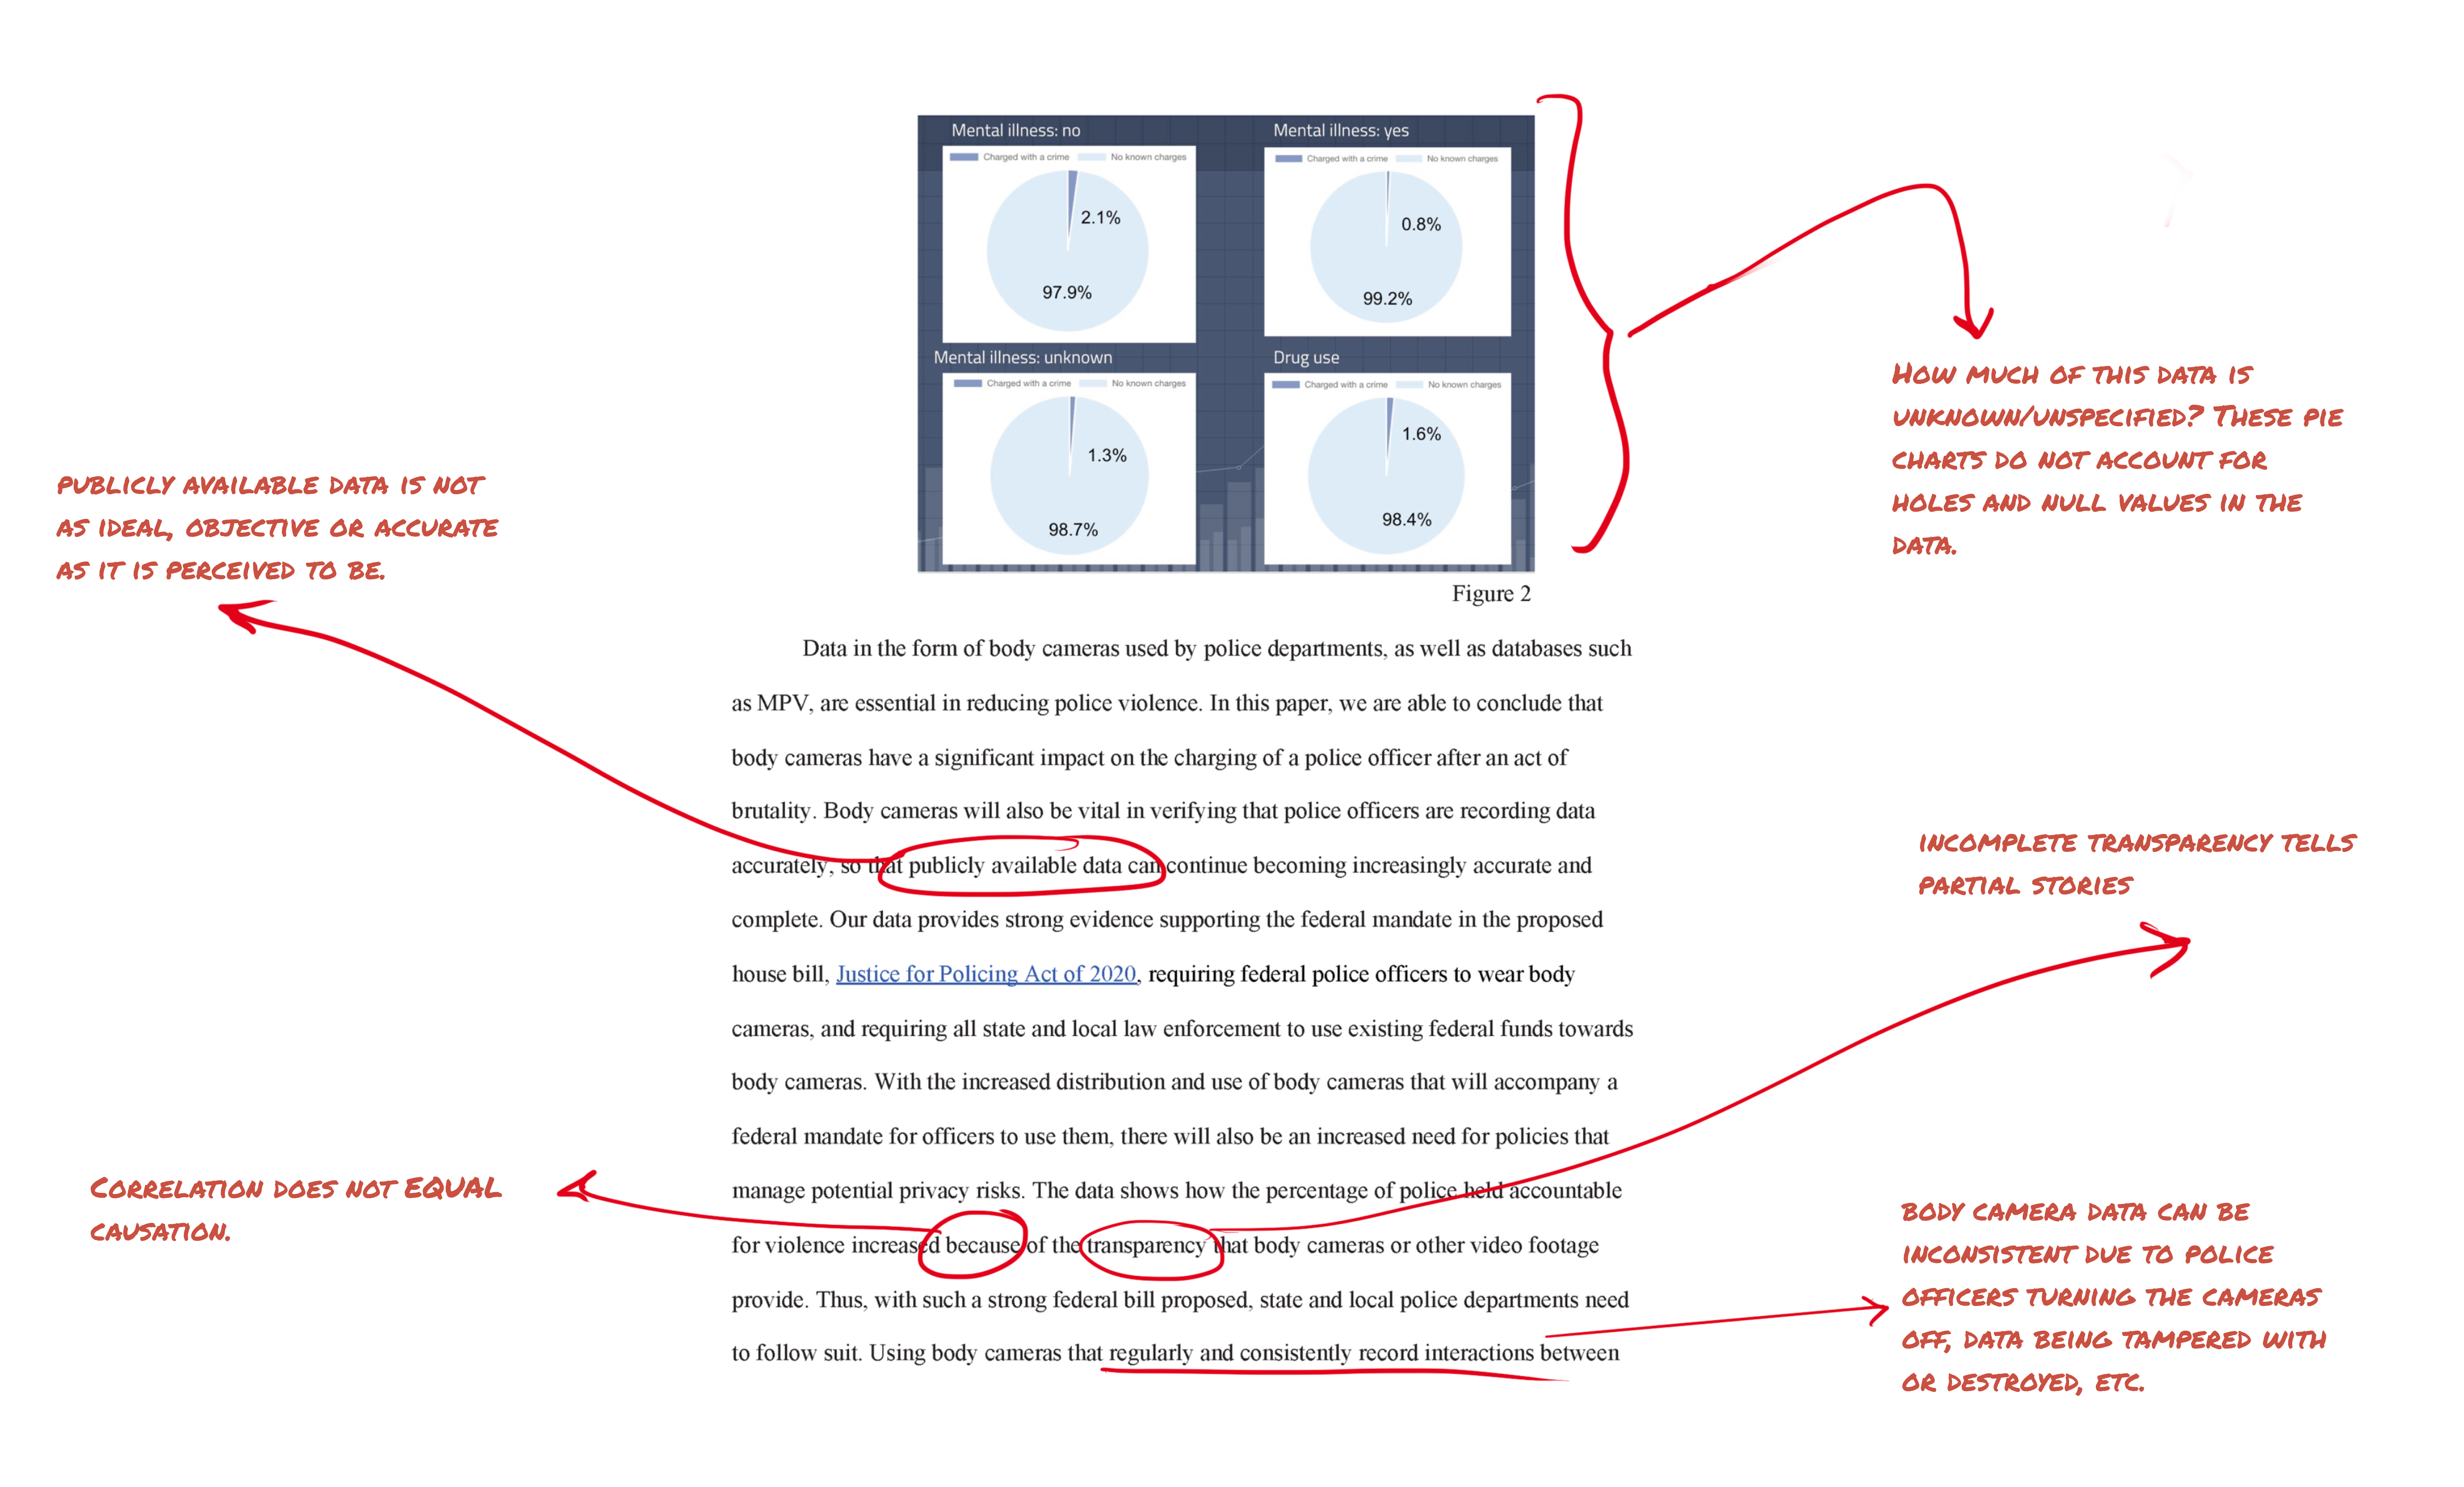 Mental illness: no
Charged with a crime No known charges
2.1%
97.9%
Mental illness: yes
Charged with a crime No known charges
0.8%
99.2%
Mental illness: unknown
Charged with a crime No known charges
1.3%
98.7%
Drug use
Charged with a crime No known charges
1.6%
98.4%
Figure 2
HOW MUCH OF THIS DATA IS
UNKNOWN/UNSPECIFIED? THESE PIE
CHARTS DO NOT ACCOUNT FOR
HOLES AND NULL VALUES IN THE
DATA.
PUBLICLY AVAILABLE DATA IS NOT
AS IDEAL, OBJECTIVE OR ACCURATE
AS IT IS PERCEIVED TO BE.
Data in the form of body cameras used by police departments, as well as databases such
as MPV, are essential in reducing police violence. In this paper, we are able to conclude that
body cameras have a significant impact on the charging of a police officer after an act of
brutality. Body cameras will also be vital in verifying that police officers are recording data
accurately, so that publicly available data can continue becoming increasingly accurate and
complete. Our data provides strong evidence supporting the federal mandate in the proposed
house bill, Justice for Policing Act of 2020, requiring federal police officers to wear body
cameras, and requiring all state and local law enforcement to use existing federal funds towards
body cameras. With the increased distribution and use of body cameras that will accompany a
federal mandate for officers to use them, there will also be an increased need for policies that
manage potential privacy risks. The data shows how the percentage of police held accountable
for violence increased because of the transparency that body cameras or other video footage
provide. Thus, with such a strong federal bill proposed, state and local police departments need
to follow suit. Using body cameras that regularly and consistently record interactions between
INCOMPLETE TRANSPARENCY TELLS
PARTIAL STORIES
CORRELATION DOES NOT EQUAL
CAUSATION.
BODY CAMERA DATA CAN BE
INCONSISTENT DUE TO POLICE
OFFICERS TURNING THE CAMERAS
OFF, DATA BEING TAMPERED WITH
OR DESTROYED, ETC.